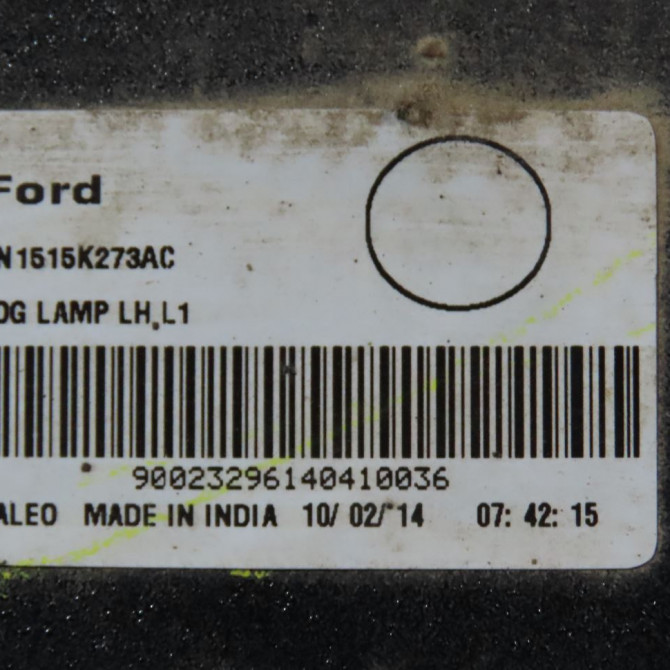 Ford
N1515K273AC
OG LAMP LH,L1
90023296140410036
ALEO MADE IN INDIA 10/ 02/'14 07: 42: 15